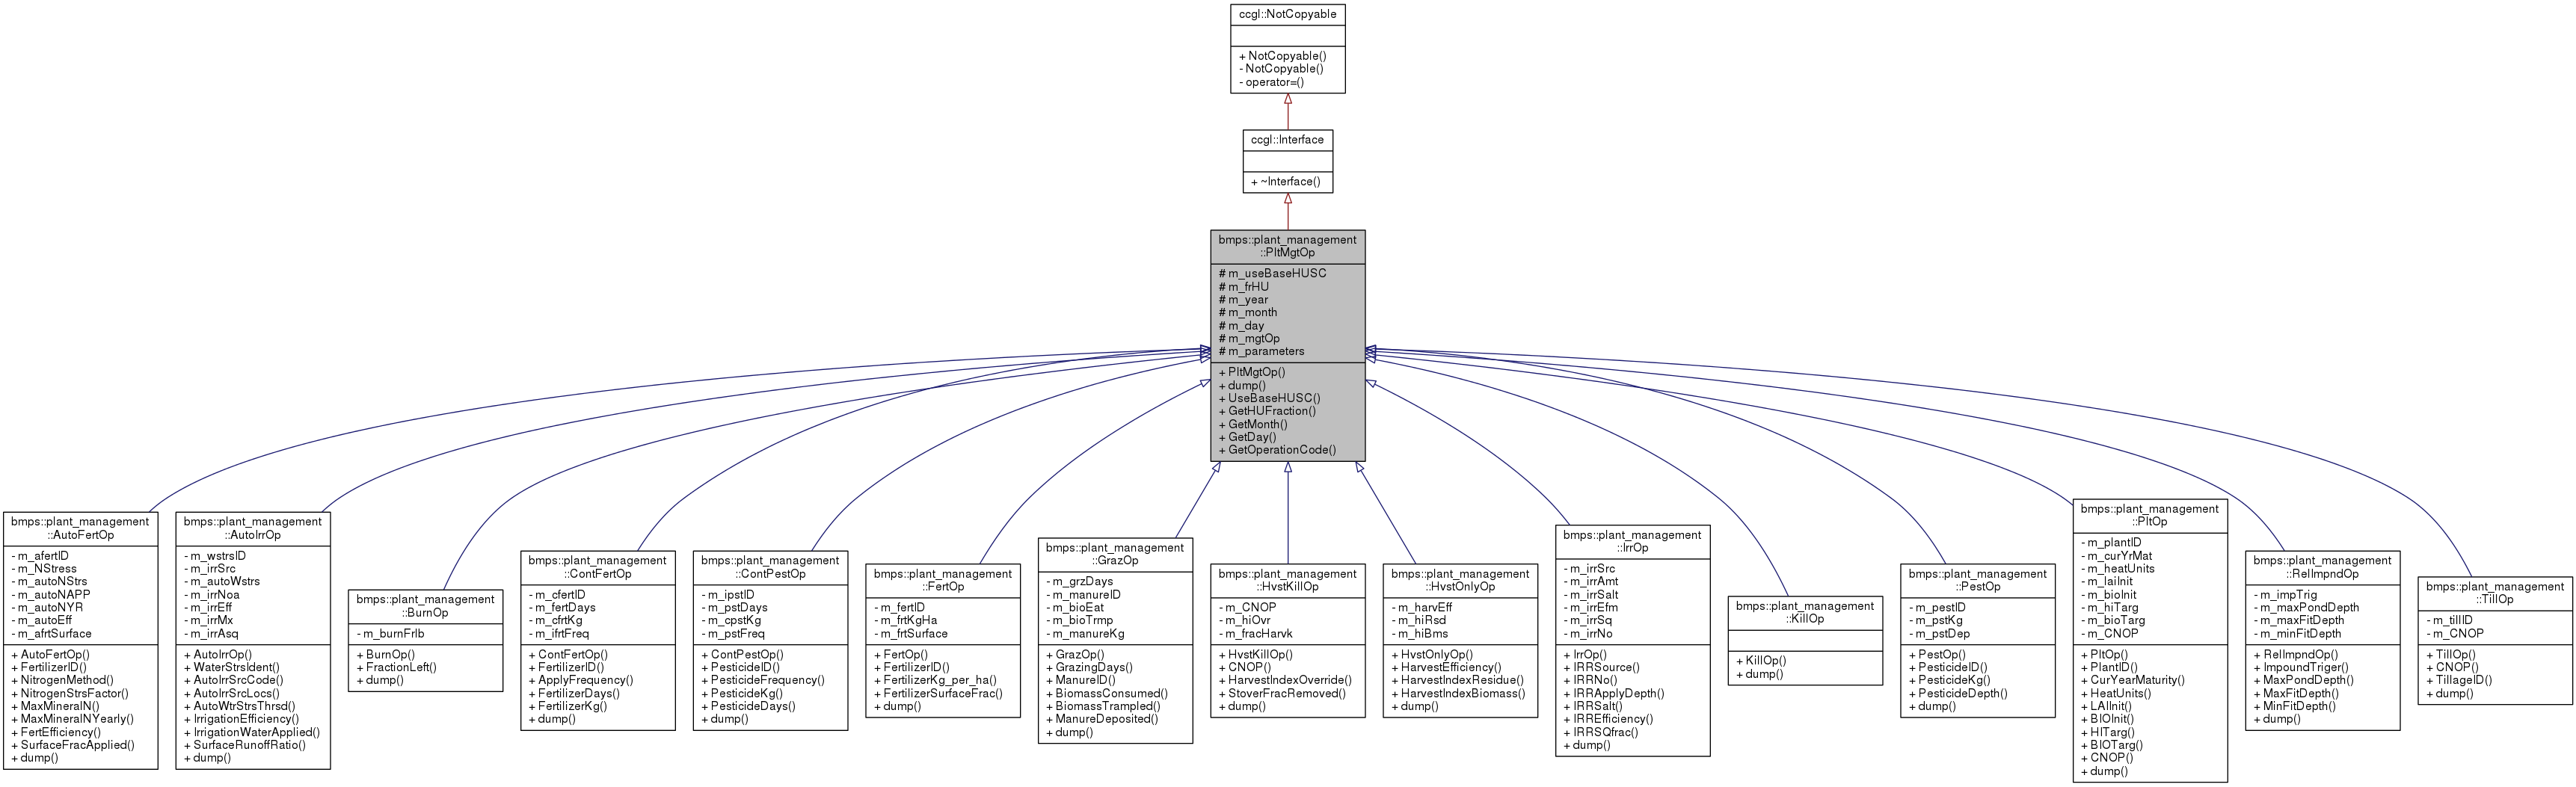 ccgl::NotCopyable
+ NotCopyable()
- NotCopyable()
- operator=()
ccgl::Interface
+ ~Interface()
bmps::plant_management
::PltMgtOp
# m_useBaseHUSC
# m_frHU
# m_year
# m_month
# m_day
# m_mgtOp
# m_parameters
+ PltMgtOp()
+ dump()
+ UseBaseHUSC()
+ GetHUFraction()
+ GetMonth()
+ GetDay()
+ GetOperationCode()
bmps::plant_management
::AutoFertOp
- m_afertID
- m_NStress
- m_autoNStrs
- m_autoNAPP
- m_autoNYR
- m_autoEff
- m_afrtSurface
+ AutoFertOp()
+ FertilizerID()
+ NitrogenMethod()
+ NitrogenStrsFactor()
+ MaxMineralN()
+ MaxMineralNYearly()
+ FertEfficiency()
+ SurfaceFracApplied()
+ dump()
bmps::plant_management
::AutoIrrOp
- m_wstrsID
- m_irrSrc
- m_autoWstrs
- m_irrNoa
- m_irrEff
- m_irrMx
- m_irrAsq
+ AutoIrrOp()
+ WaterStrsIdent()
+ AutoIrrSrcCode()
+ AutoIrrSrcLocs()
+ AutoWtrStrsThrsd()
+ IrrigationEfficiency()
+ IrrigationWaterApplied()
+ SurfaceRunoffRatio()
+ dump()
bmps::plant_management
::BurnOp
- m_burnFrlb
+ BurnOp()
+ FractionLeft()
+ dump()
bmps::plant_management
::ContFertOp
- m_cfertID
- m_fertDays
- m_cfrtKg
- m_ifrtFreq
+ ContFertOp()
+ FertilizerID()
+ ApplyFrequency()
+ FertilizerDays()
+ FertilizerKg()
+ dump()
bmps::plant_management
::ContPestOp
- m_ipstID
- m_pstDays
- m_cpstKg
- m_pstFreq
+ ContPestOp()
+ PesticideID()
+ PesticideFrequency()
+ PesticideKg()
+ PesticideDays()
+ dump()
bmps::plant_management
::FertOp
- m_fertID
- m_frtKgHa
- m_frtSurface
+ FertOp()
+ FertilizerID()
+ FertilizerKg_per_ha()
+ FertilizerSurfaceFrac()
+ dump()
bmps::plant_management
::GrazOp
- m_grzDays
- m_manureID
- m_bioEat
- m_bioTrmp
- m_manureKg
+ GrazOp()
+ GrazingDays()
+ ManureID()
+ BiomassConsumed()
+ BiomassTrampled()
+ ManureDeposited()
+ dump()
bmps::plant_management
::HvstKillOp
- m_CNOP
- m_hiOvr
- m_fracHarvk
+ HvstKillOp()
+ CNOP()
+ HarvestIndexOverride()
+ StoverFracRemoved()
+ dump()
bmps::plant_management
::HvstOnlyOp
- m_harvEff
- m_hiRsd
- m_hiBms
+ HvstOnlyOp()
+ HarvestEfficiency()
+ HarvestIndexResidue()
+ HarvestIndexBiomass()
+ dump()
bmps::plant_management
::IrrOp
- m_irrSrc
- m_irrAmt
- m_irrSalt
- m_irrEfm
- m_irrSq
- m_irrNo
+ IrrOp()
+ IRRSource()
+ IRRNo()
+ IRRApplyDepth()
+ IRRSalt()
+ IRREfficiency()
+ IRRSQfrac()
+ dump()
bmps::plant_management
::KillOp
+ KillOp()
+ dump()
bmps::plant_management
::PestOp
- m_pestID
- m_pstKg
- m_pstDep
+ PestOp()
+ PesticideID()
+ PesticideKg()
+ PesticideDepth()
+ dump()
bmps::plant_management
::PltOp
- m_plantID
- m_curYrMat
- m_heatUnits
- m_laiInit
- m_bioInit
- m_hiTarg
- m_bioTarg
- m_CNOP
+ PltOp()
+ PlantID()
+ CurYearMaturity()
+ HeatUnits()
+ LAIInit()
+ BIOInit()
+ HITarg()
+ BIOTarg()
+ CNOP()
+ dump()
bmps::plant_management
::RelImpndOp
- m_impTrig
- m_maxPondDepth
- m_maxFitDepth
- m_minFitDepth
+ RelImpndOp()
+ ImpoundTriger()
+ MaxPondDepth()
+ MaxFitDepth()
+ MinFitDepth()
+ dump()
bmps::plant_management
::TillOp
- m_tillID
- m_CNOP
+ TillOp()
+ CNOP()
+ TillageID()
+ dump()